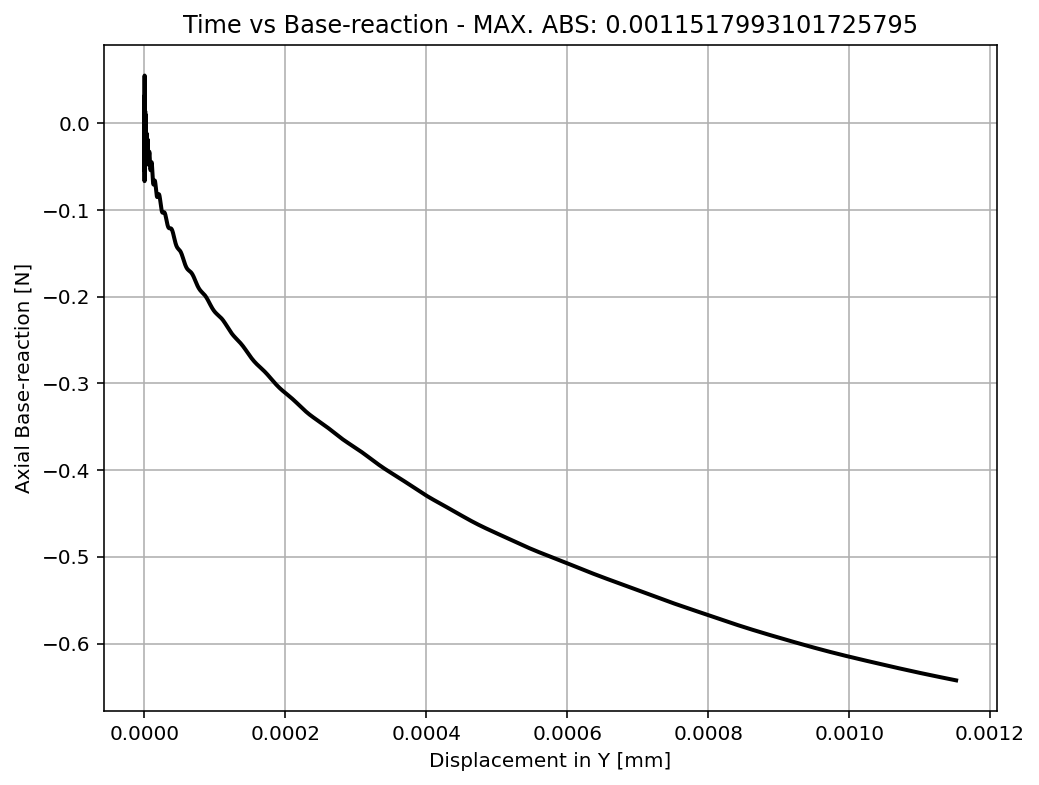 Time vs Base-reaction - MAX. ABS: 0.0011517993101725795
0.0
−0.1
−0.2
−0.3
−0.4
−0.5
−0.6
Axial Base-reaction [N]
0.0000 0.0002 0.0004 0.0006 0.0008 0.0010 0.0012
Displacement in Y [mm]